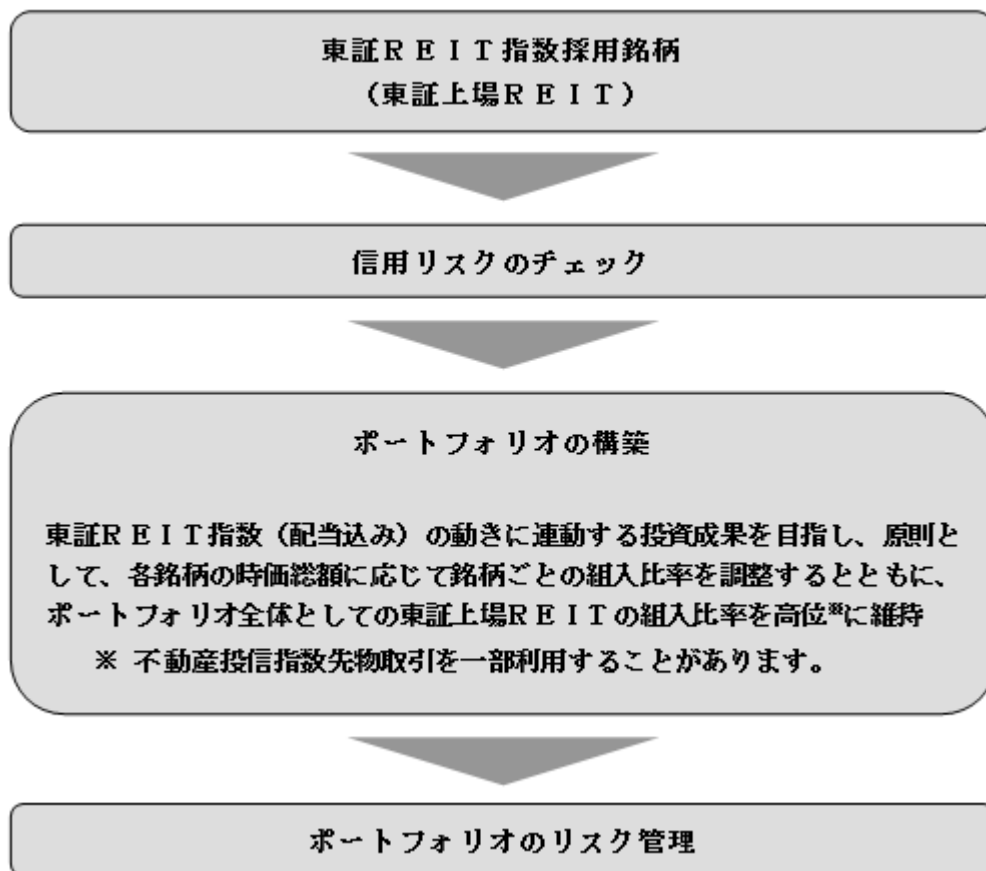 東証REIT指数採用銘柄
（東証上場REIT）
信用リスクのチェック
ポートフォリオの構築
東証REIT指数（配当込み）の動きに連動する投資成果を目指し、原則と
して、各銘柄の時価総額に応じて銘柄ごとの組入比率を調整するとともに、
ポートフォリオ全体としての東証上場REITの組入比率を高位※に維持
※ 不動産投信指数先物取引を一部利用することがあります。
ポートフォリオのリスク管理